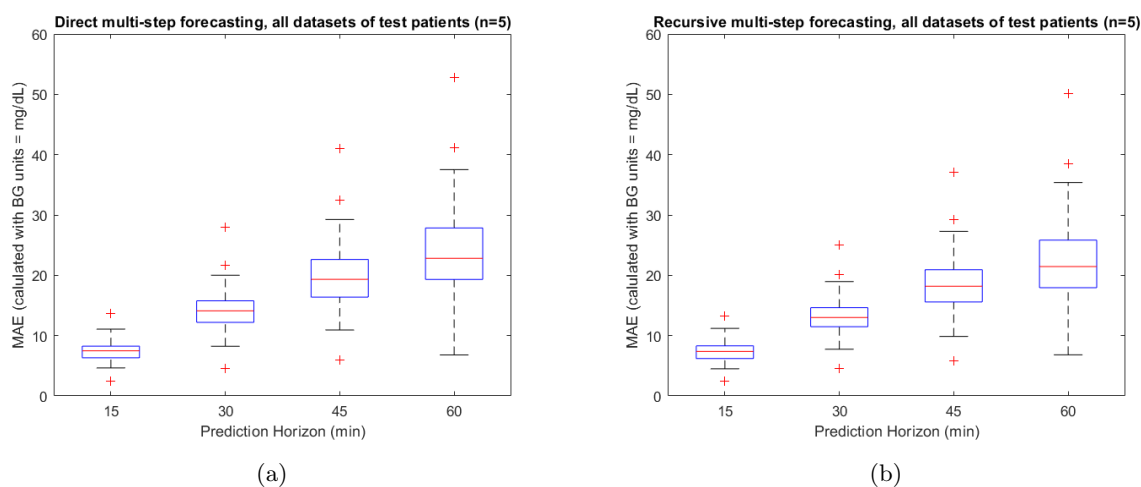 Direct multi-step forecasting, all datasets of test patients (n=5)
60
50
40
30
20
10
0
MAE (calulated with BG units = mg/dL)
15 30 45 60
Prediction Horizon (min)
(a)
Recursive multi-step forecasting, all datasets of test patients (n=5)
60
50
40
30
20
10
0
MAE (calulated with BG units = mg/dL)
15 30 45 60
Prediction Horizon (min)
(b)